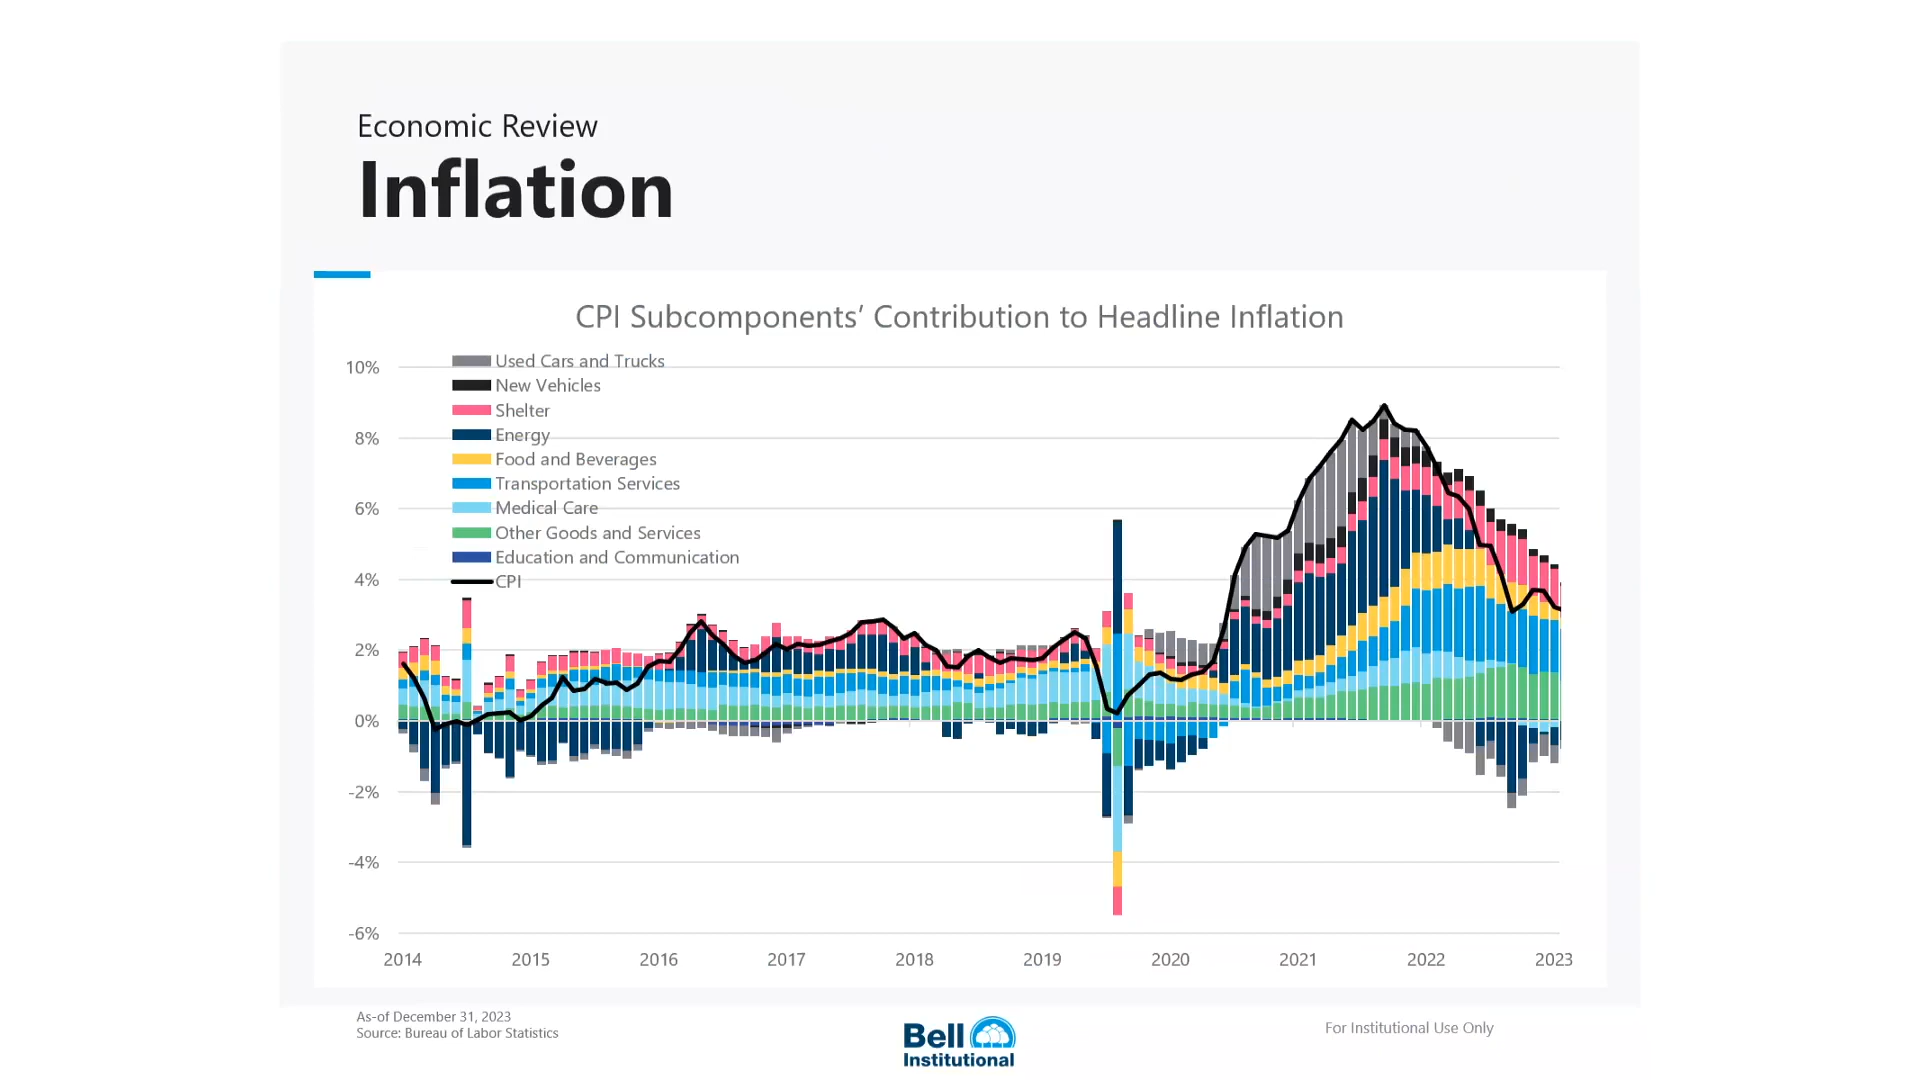 Economic Review
Inflation
CPI Subcomponents’ Contribution to Headline Inflation
10%
8%
6%
4%
2%
0%
-2%
-4%
-6%
Used Cars and Trucks
New Vehicles
Shelter
Energy
Food and Beverages
Transportation Services
Medical Care
Other Goods and Services
Education and Communication
CPI
2014 2015 2016 2017 2018 2019 2020 2021 2022 2023
As-of December 31, 2023
Source: Bureau of Labor Statistics
Bell
Institutional
For Institutional Use Only